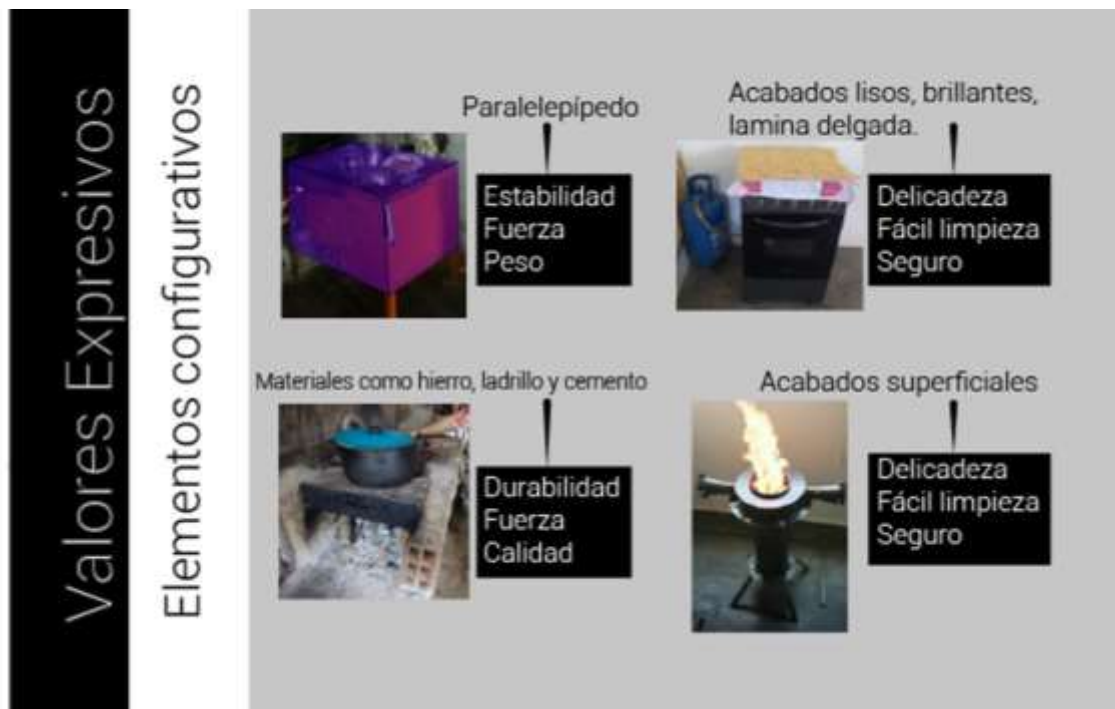 Valores Expresivos
Elementos configurativos
Paralelepípedo
Estabilidad
Fuerza
Peso
Acabados lisos, brillantes,
lamina delgada.
Delicadeza
Fácil limpieza
Seguro
Materiales como hierro, ladrillo y cemento
Durabilidad
Fuerza
Calidad
Acabados superficiales
Delicadeza
Fácil limpieza
Seguro